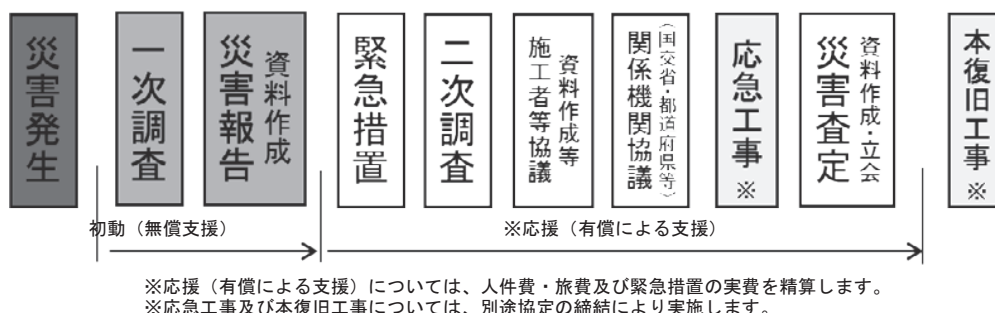 災害発生
一次調査
災害報告
資料作成
緊急措置
二次調査
施工者等協議
資料作成等
関係機関協議
(国交省・都道府県等)
応急工事
※
災害査定
資料作成・立会
本復旧工事
※
初動（無償支援）
※応援（有償による支援）
※応援（有償による支援）については、人件費・旅費及び緊急措置の実費を精算します。
※応急工事及び本復旧工事については、別途協定の締結により実施します。